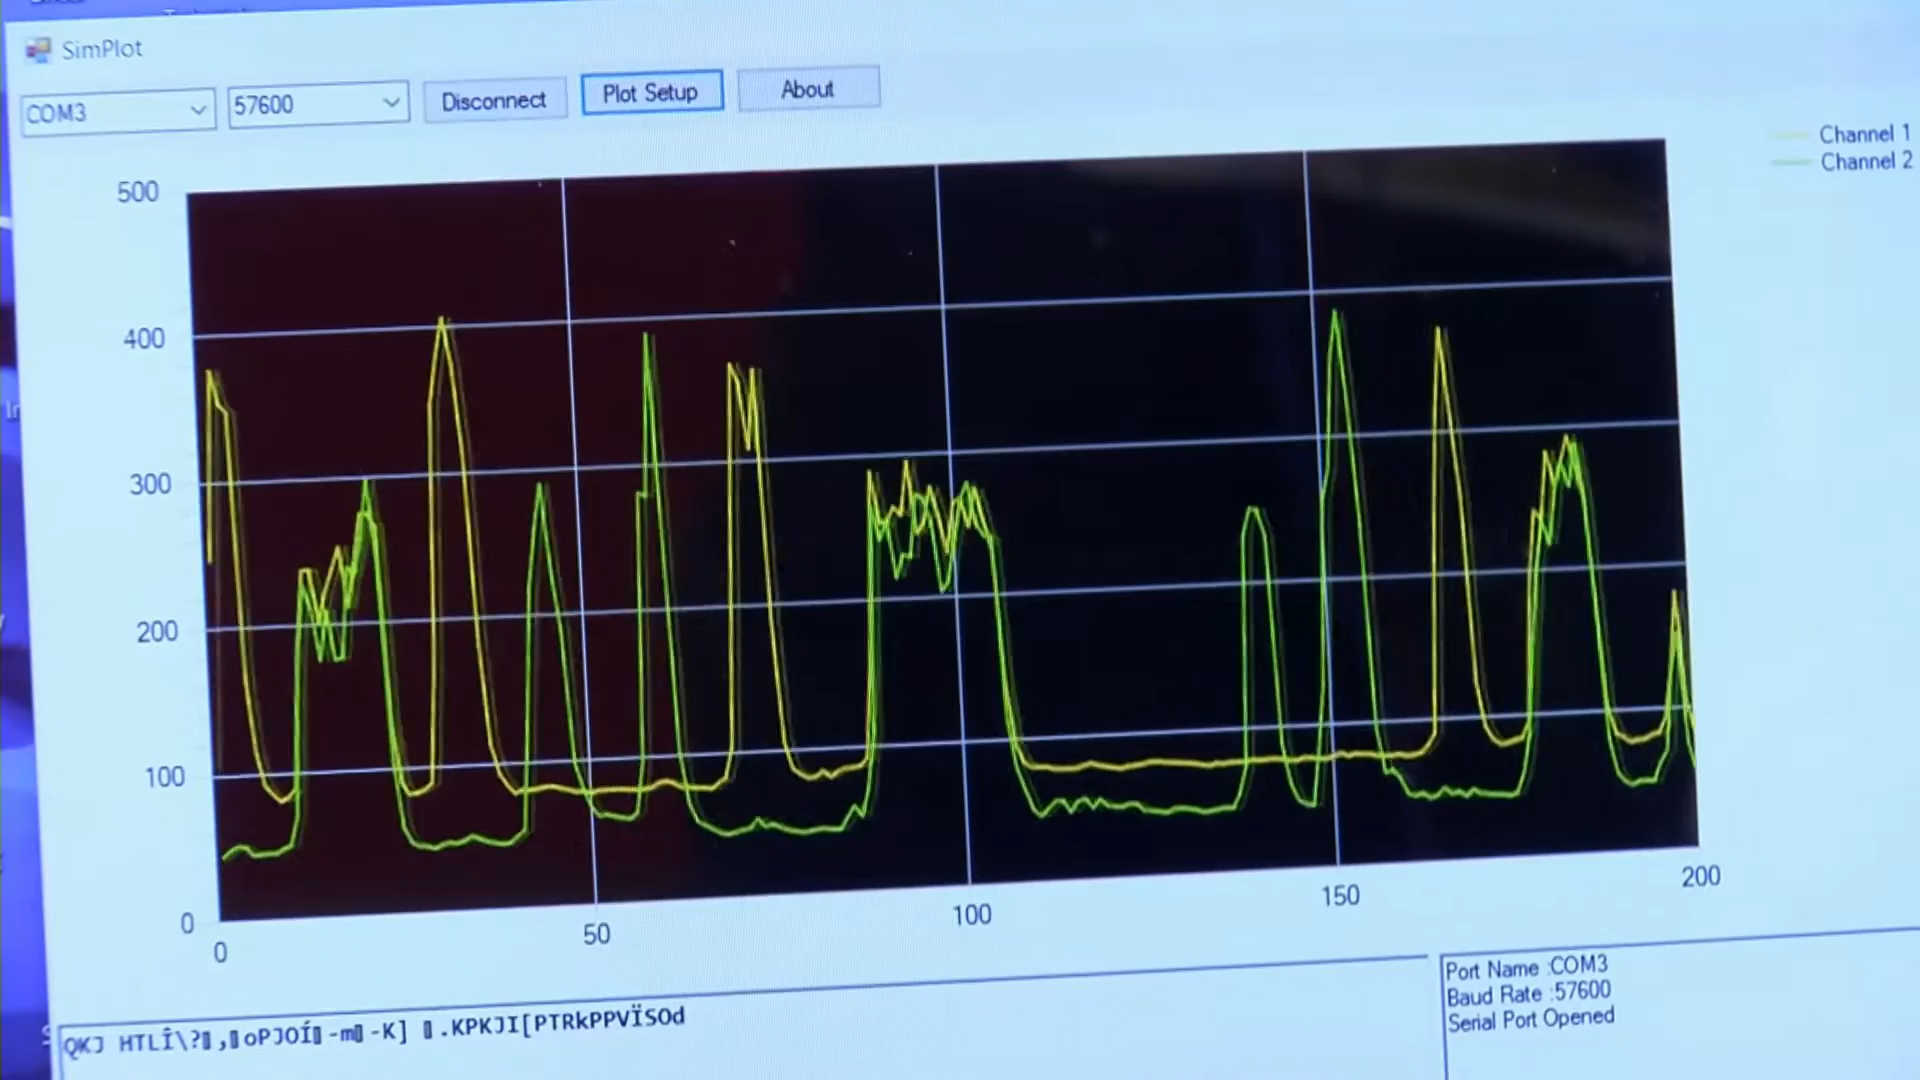 SimPlot
COM3 57600 Disconnect Plot Setup About
Channel 1
Channel 2
500
400
300
200
100
0
0 50 100 150 200
Port Name :COM3
Baud Rate :57600
Serial Port Opened